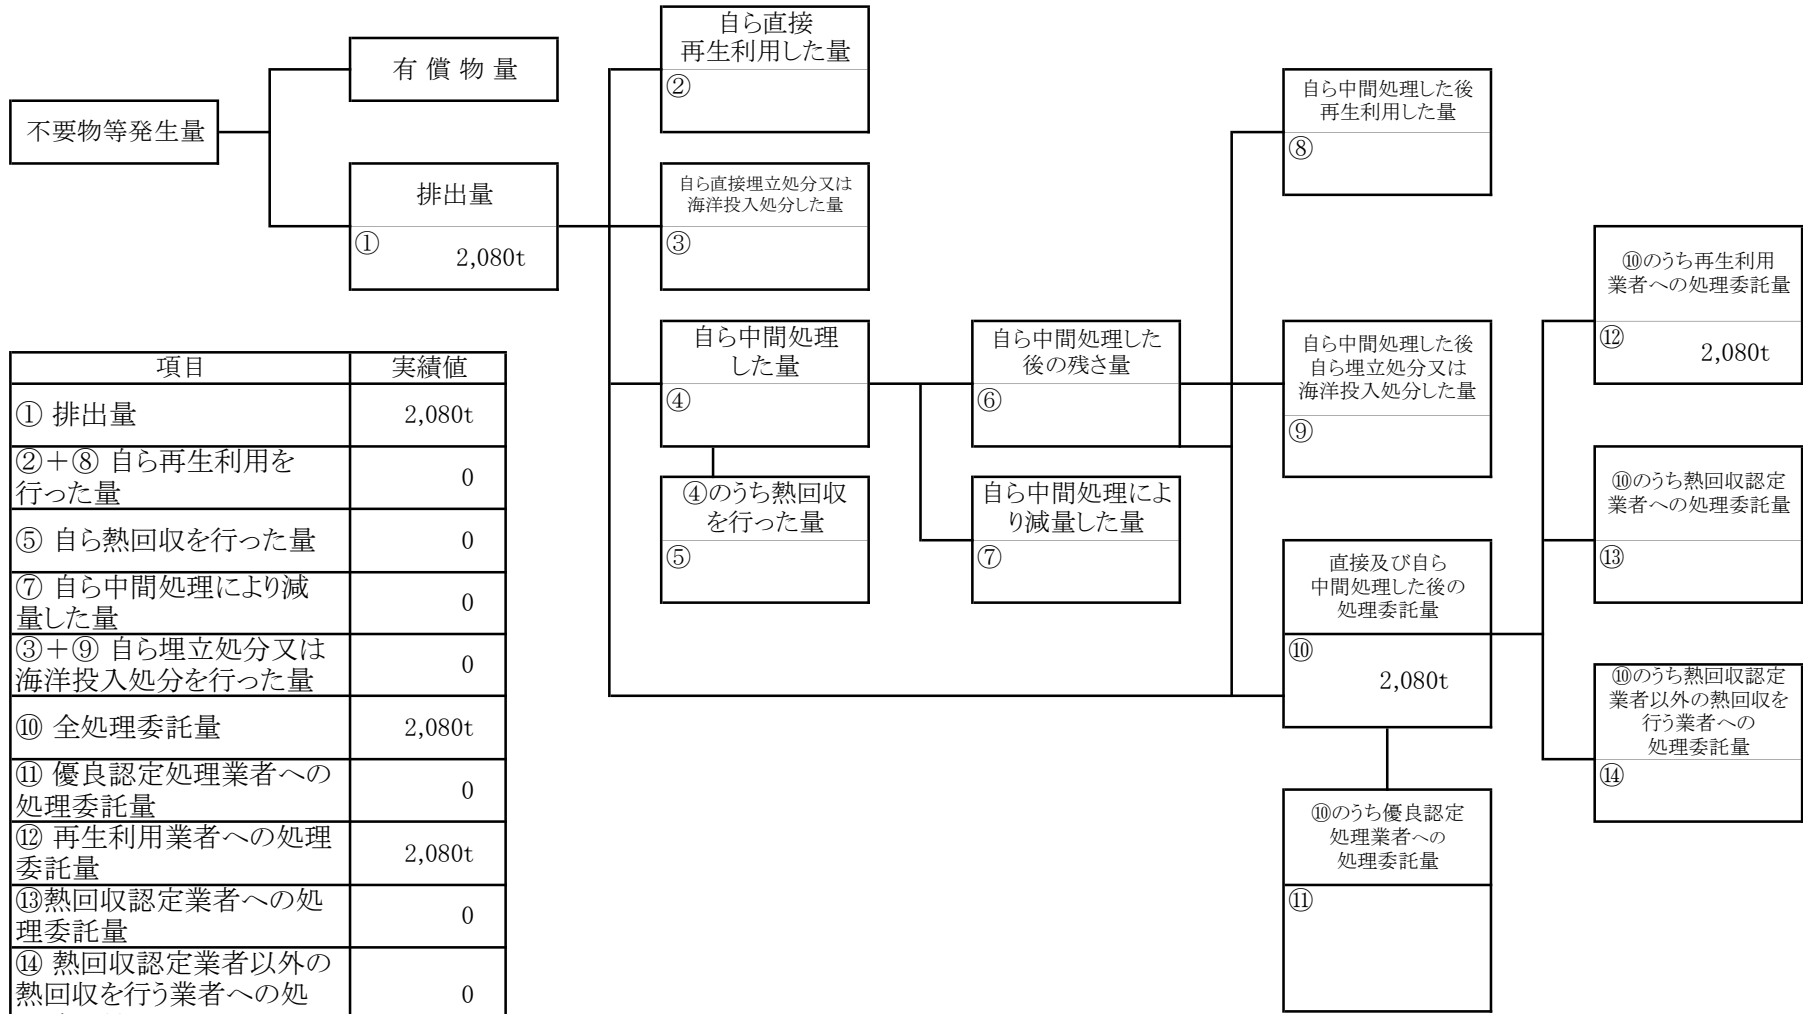 不要物等発生量
有 償 物 量
排出量
①
2,080t
自ら直接
再生利用した量
②
自ら直接埋立処分又は
海洋投入処分した量
③
自ら中間処理
した量
④
④のうち熱回収
を行った量
⑤
自ら中間処理した
後の残さ量
⑥
自ら中間処理によ
り減量した量
⑦
自ら中間処理した後
再生利用した量
⑧
自ら中間処理した後
自ら埋立処分又は
海洋投入処分した量
⑨
直接及び自ら
中間処理した後の
処理委託量
⑩
2,080t
⑩のうち優良認定
処理業者への
処理委託量
⑪
⑩のうち再生利用
業者への処理委託量
⑫
2,080t
⑩のうち熱回収認定
業者への処理委託量
⑬
⑩のうち熱回収認定
業者以外の熱回収を
行う業者への
処理委託量
⑭
項目 実績値
① 排出量 2,080t
②＋⑧ 自ら再生利用を
行った量 0
⑤ 自ら熱回収を行った量 0
⑦ 自ら中間処理により減
量した量 0
③＋⑨ 自ら埋立処分又は
海洋投入処分を行った量 0
⑩ 全処理委託量 2,080t
⑪ 優良認定処理業者への
処理委託量 0
⑫ 再生利用業者への処理
委託量 2,080t
⑬熱回収認定業者への処
理委託量 0
⑭ 熱回収認定業者以外の
熱回収を行う業者への処 0